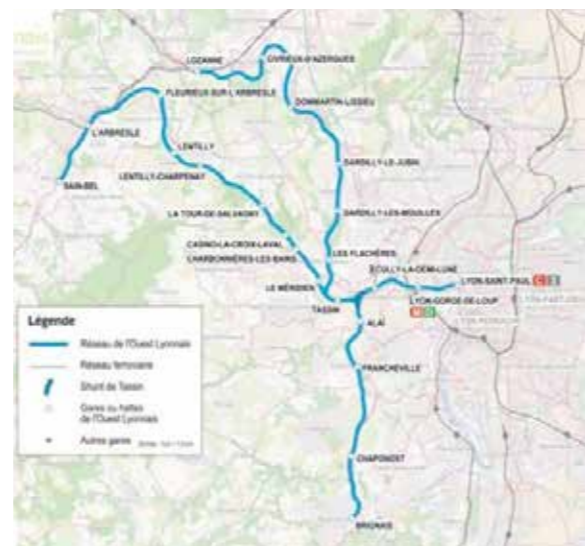 LOZANNE
CIVRIEUX-D'AZERGUES
FLEURIEUX-SUR-L'ARBRESLE
DOMMARTIN-LISSIEU
L'ARBRESLE
LENTILLY
LENTILLY-CHARPENAY
SAIN-BEL
DARDILLY-LE-JUBIN
LA TOUR-DE-SALVAGNY
DARDILLY-LES-MOUILLES
CASINO-LA-CROIX-LAVAL
CHARBONNIÈRES-LES-BAINS
LES FLACHÈRES
ECULLY-LA-DEMI-LUNE
LE MÉRIDIEN
LYON-SAINT-PAUL
TASSIN
LYON-GORGE-DE-LOUP
M D
ALAÏ
FRANCHEVILLE
CHAPONOST
BRIGNAIS
Légende
Réseau de l'Ouest Lyonnais
Réseau ferroviaire
Shunt de Tassin
Gares ou haltes
de l'Ouest Lyonnais
Autres gares